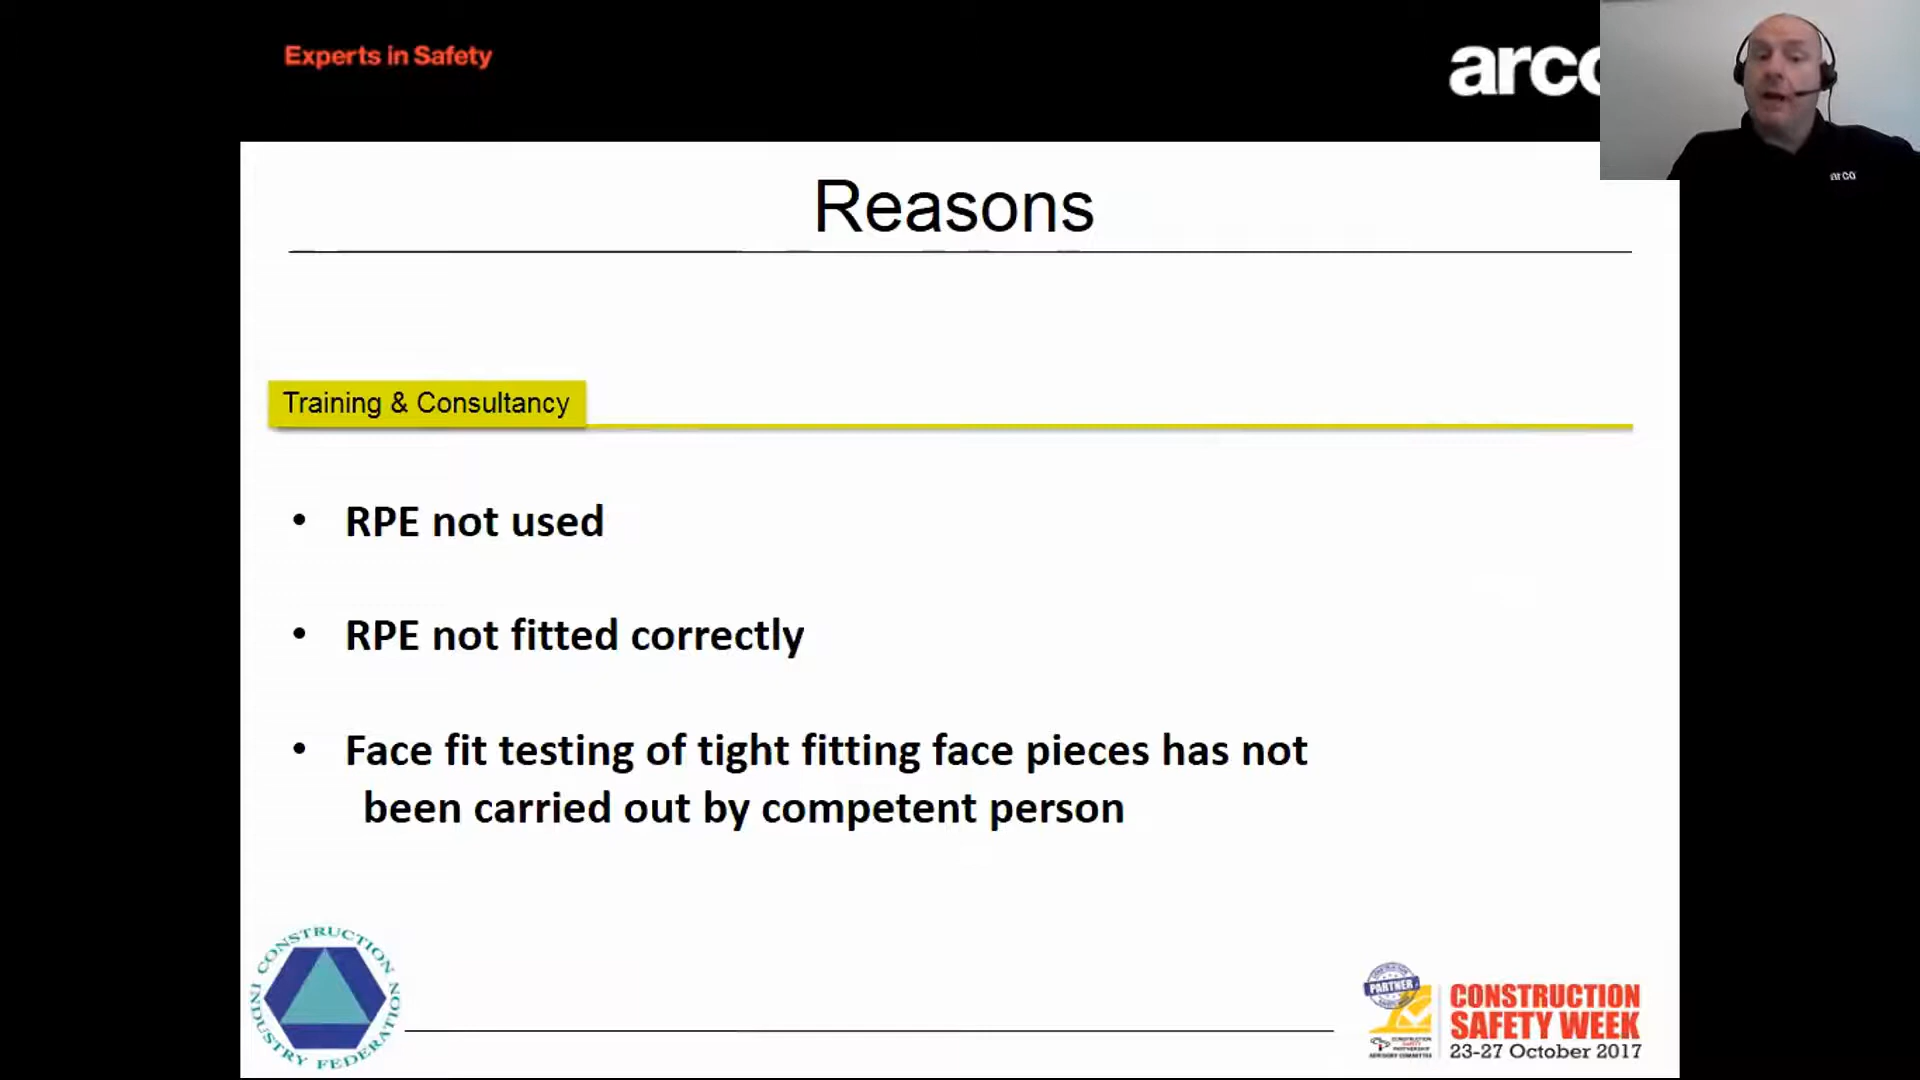 Experts in Safety
arco
arco
Reasons
Training & Consultancy
• RPE not used
• RPE not fitted correctly
• Face fit testing of tight fitting face pieces has not
been carried out by competent person
CONSTRUCTION INDUSTRY FEDERATION
PARTNER
CONSTRUCTION
SAFETY WEEK
23-27 October 2017